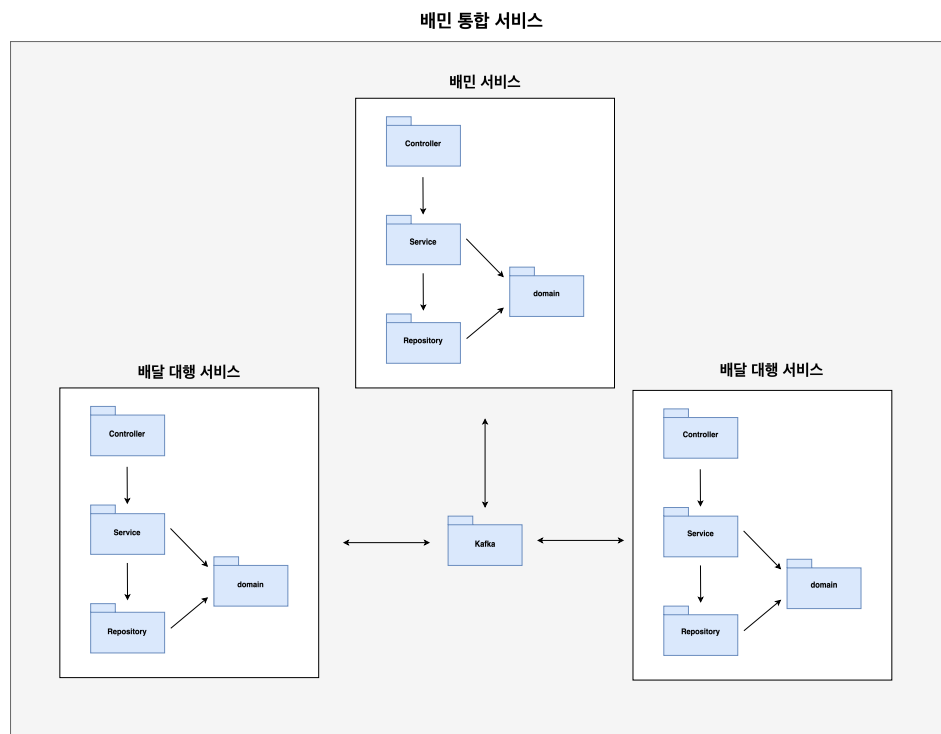 배민 통합 서비스
배민 서비스
Controller
Service
domain
Repository
배달 대행 서비스
Controller
Service
domain
Repository
Kafka
배달 대행 서비스
Controller
Service
domain
Repository